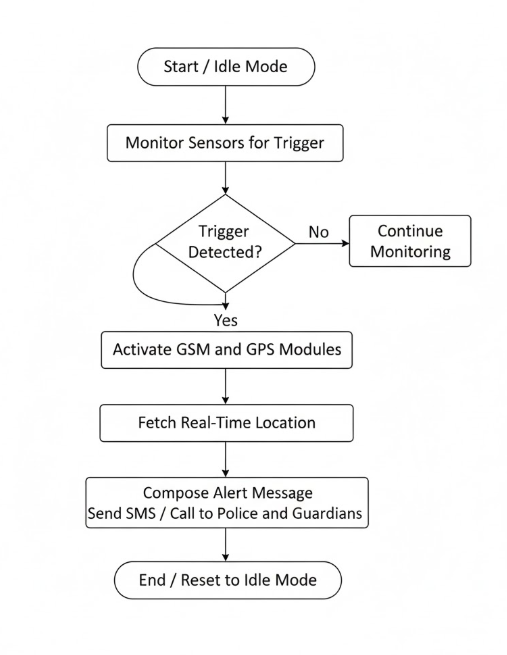 Start / Idle Mode
Monitor Sensors for Trigger
Trigger
Detected?
No
Continue
Monitoring
Yes
Activate GSM and GPS Modules
Fetch Real-Time Location
Compose Alert Message
Send SMS / Call to Police and Guardians
End / Reset to Idle Mode